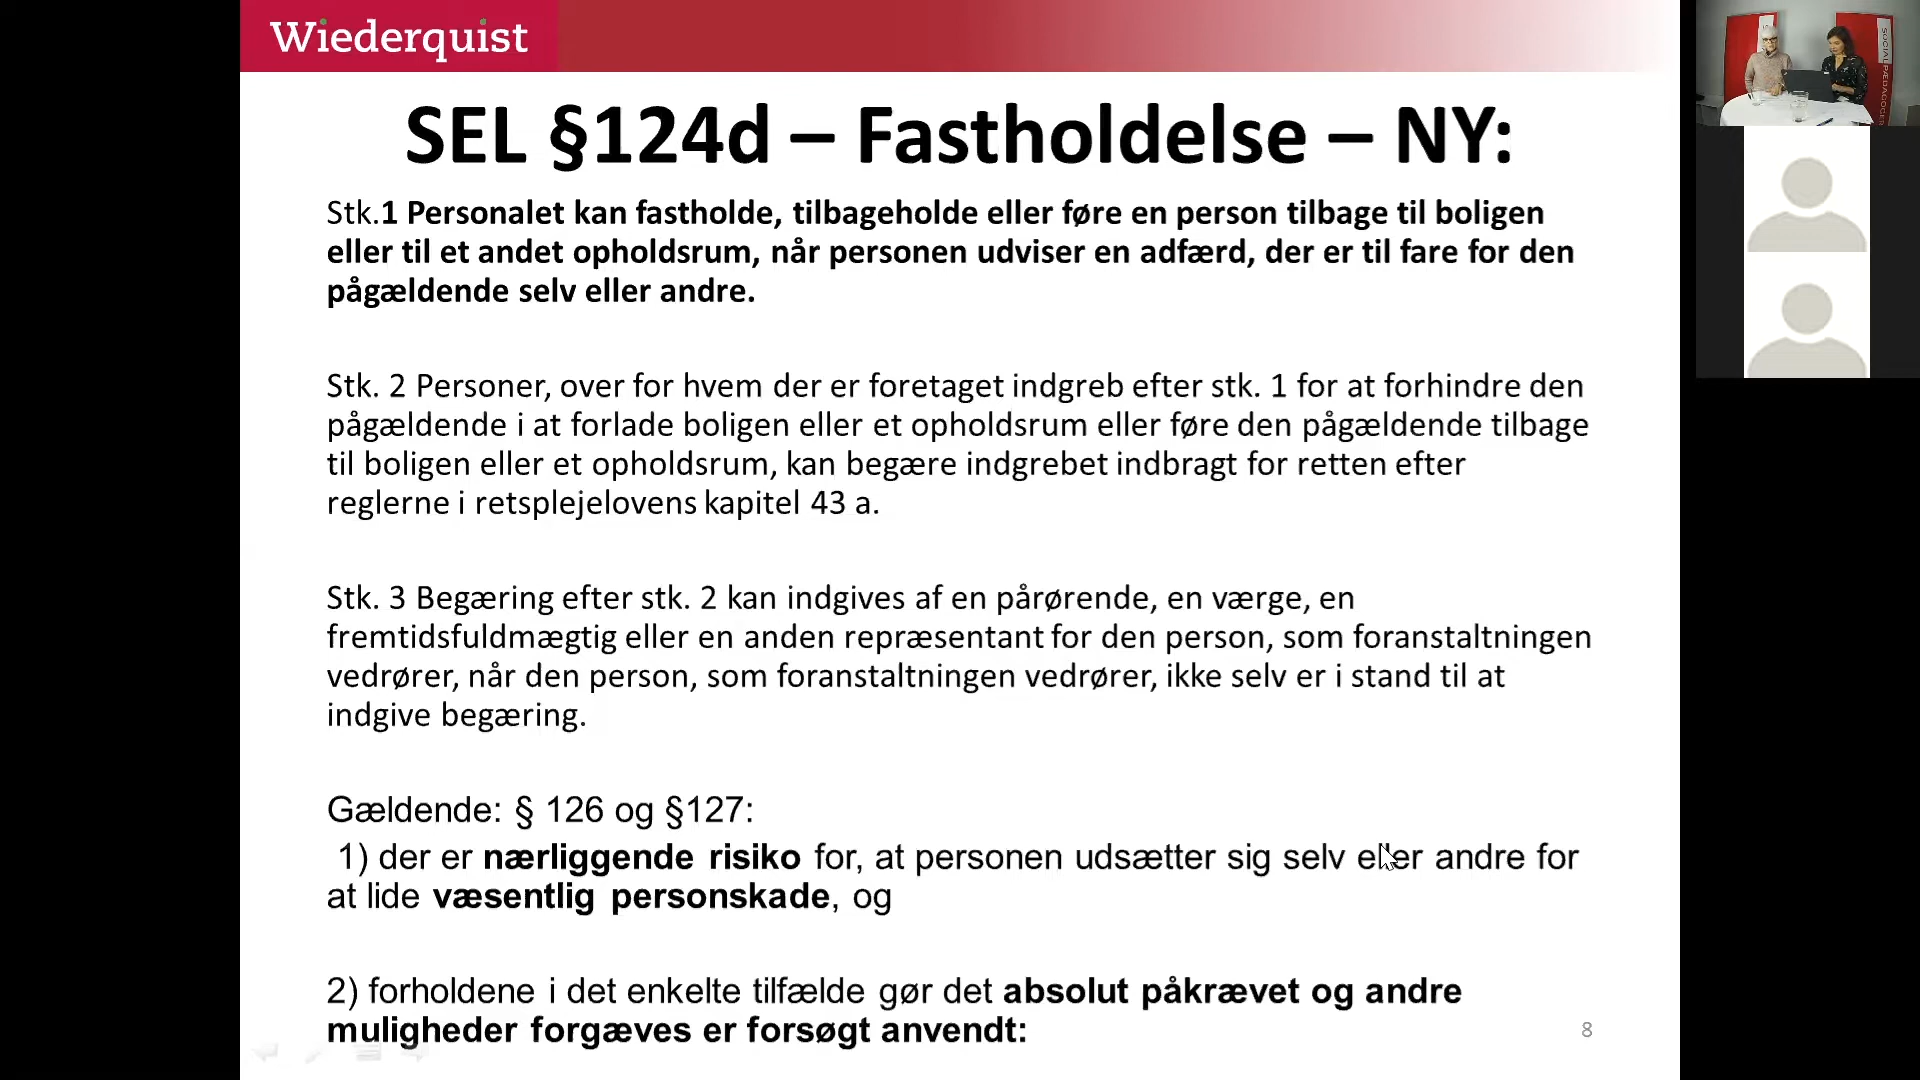 Wiederquist
SEL §124d – Fastholdelse – NY:
Stk.1 Personalet kan fastholde, tilbageholde eller føre en person tilbage til boligen
eller til et andet opholdsrum, når personen udviser en adfærd, der er til fare for den
pågældende selv eller andre.
Stk. 2 Personer, over for hvem der er foretaget indgreb efter stk. 1 for at forhindre den
pågældende i at forlade boligen eller et opholdsrum eller føre den pågældende tilbage
til boligen eller et opholdsrum, kan begære indgrebet indbragt for retten efter
reglerne i retsplejelovens kapitel 43 a.
Stk. 3 Begæring efter stk. 2 kan indgives af en pårørende, en værge, en
fremtidsfuldmægtig eller en anden repræsentant for den person, som foranstaltningen
vedrører, når den person, som foranstaltningen vedrører, ikke selv er i stand til at
indgive begæring.
Gældende: § 126 og §127:
1) der er nærliggende risiko for, at personen udsætter sig selv eller andre for
at lide væsentlig personskade, og
2) forholdene i det enkelte tilfælde gør det absolut påkrævet og andre
muligheder forgæves er forsøgt anvendt:
8